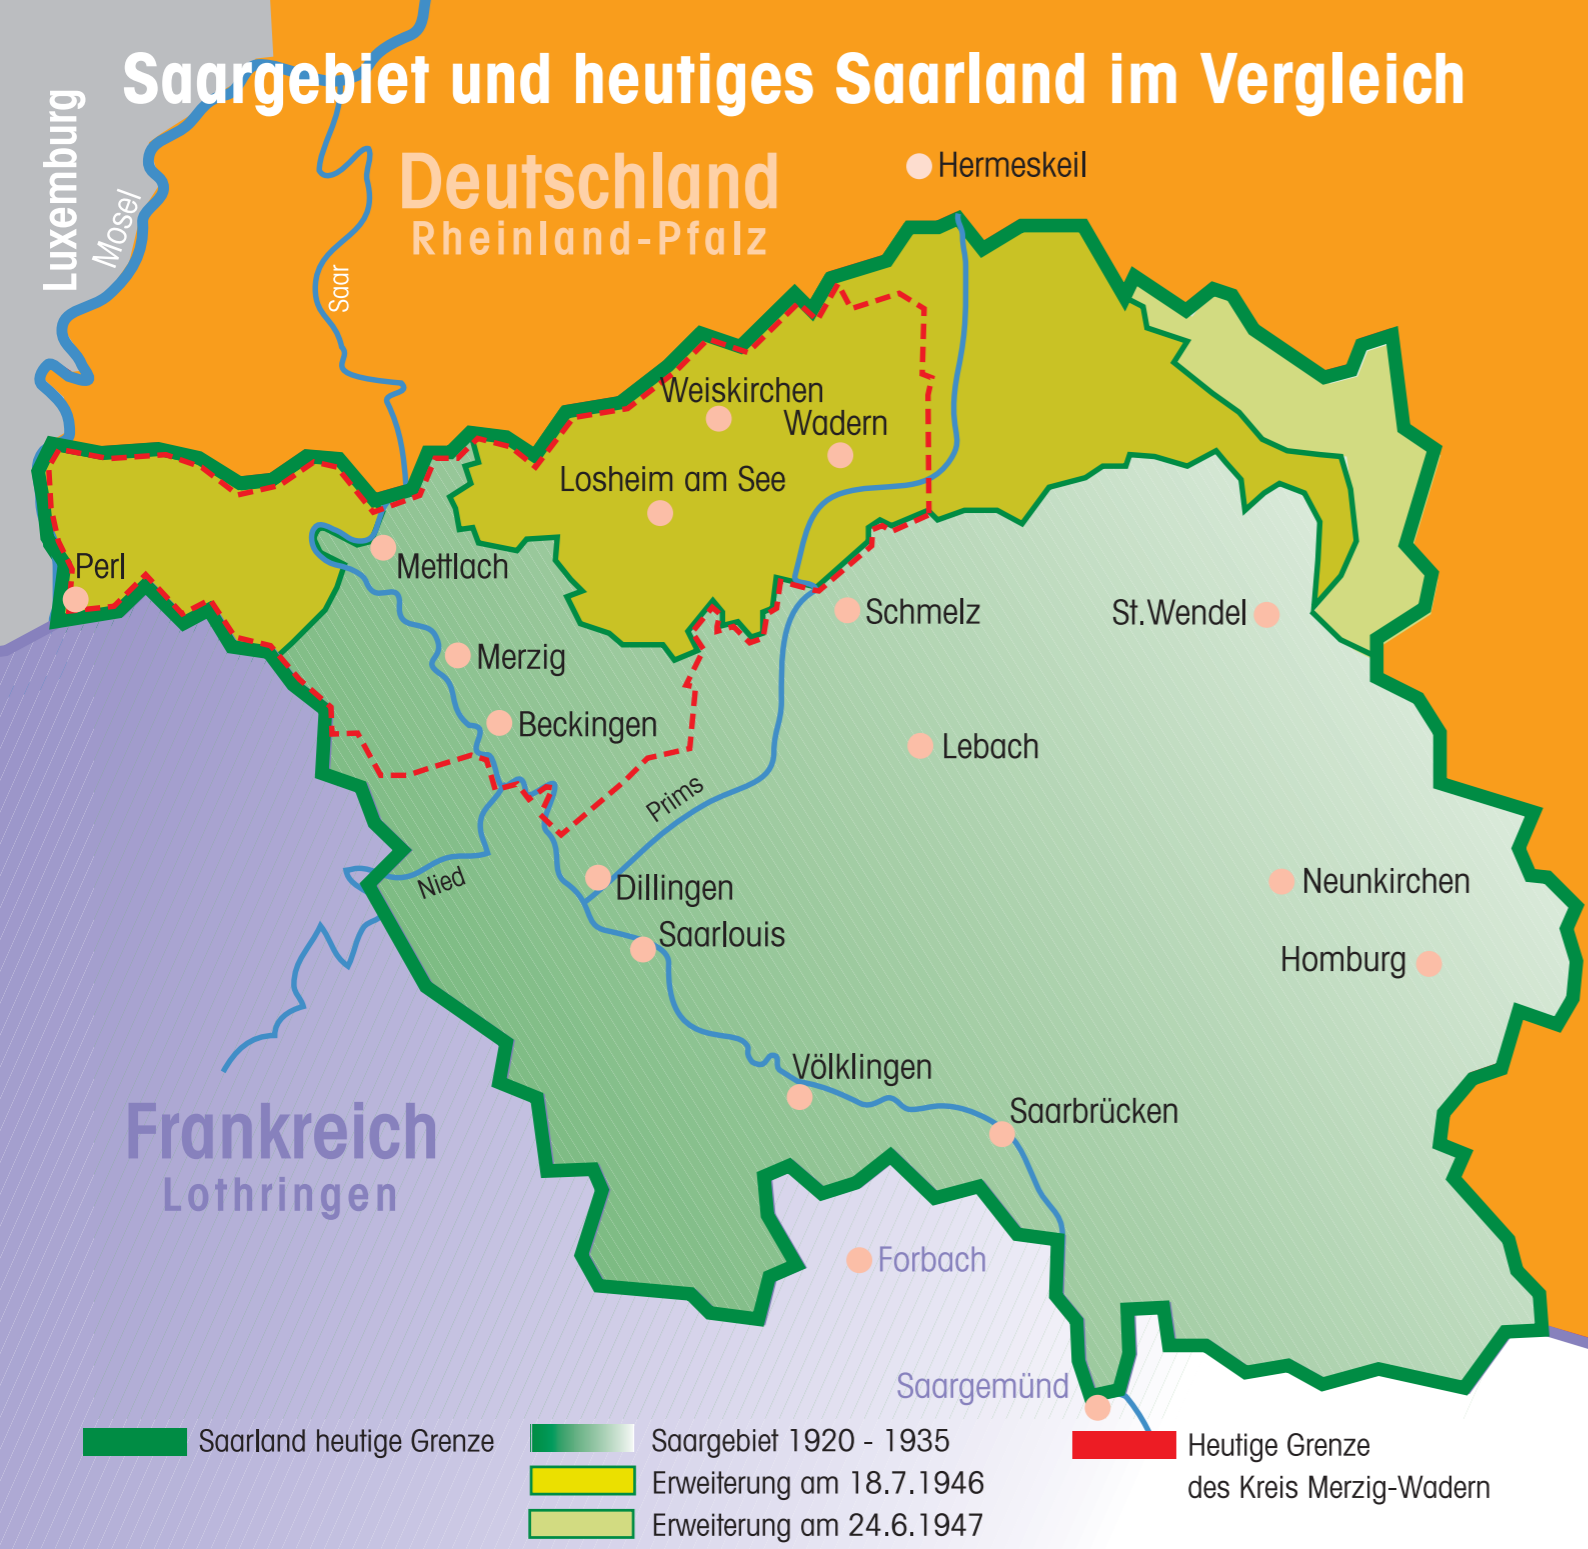 Saargebiet und heutiges Saarland im Vergleich
Luxemburg
Mosel
Deutschland
Rheinland-Pfalz
Hermeskeil
Saar
Weiskirchen
Wadern
Losheim am See
Perl
Mettlach
Schmelz
St.Wendel
Merzig
Beckingen
Lebach
Prims
Nied
Dillingen
Neunkirchen
Saarlouis
Homburg
Völklingen
Saarbrücken
Frankreich
Lothringen
Forbach
Saargemünd
Saarland heutige Grenze
Saargebiet 1920 - 1935
Erweiterung am 18.7.1946
Erweiterung am 24.6.1947
Heutige Grenze
des Kreis Merzig-Wadern